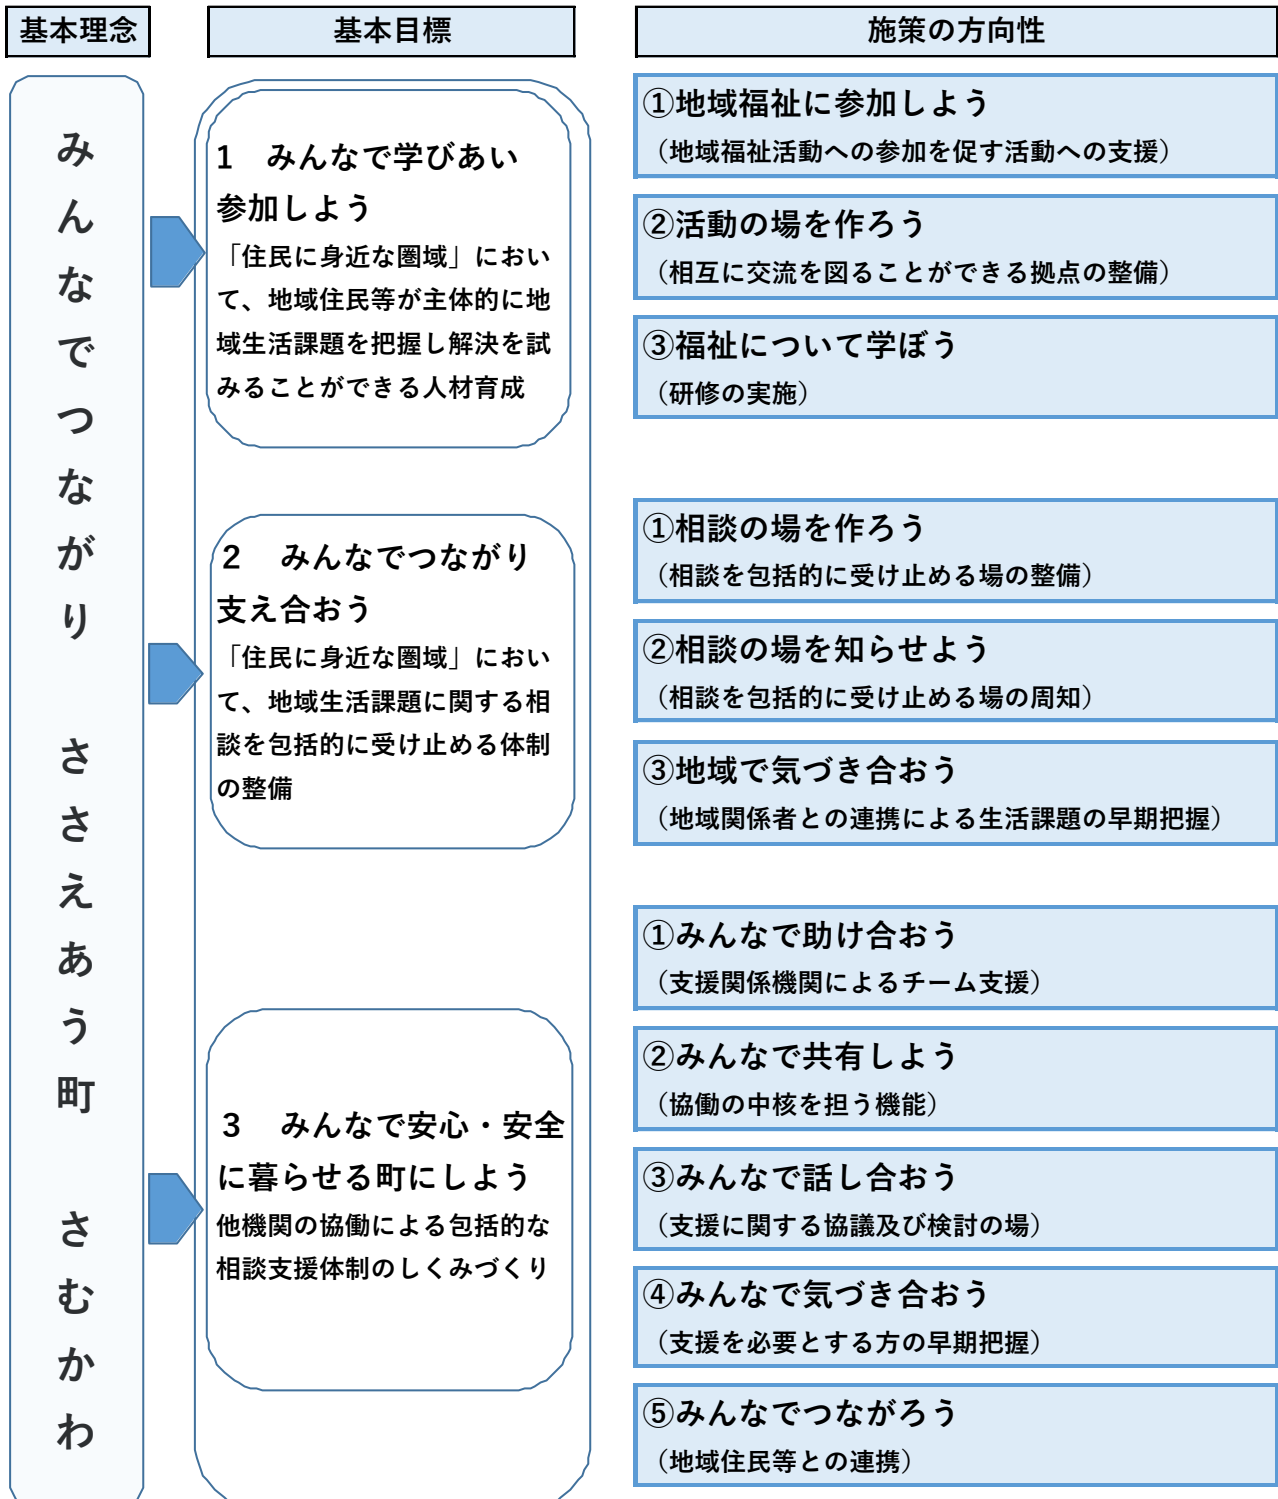 基本理念
基本目標
施策の方向性
みんなでつながり　ささえあう町　さむかわ
1　みんなで学びあい
参加しよう
「住民に身近な圏域」におい
て、地域住民等が主体的に地
域生活課題を把握し解決を試
みることができる人材育成
①地域福祉に参加しよう
（地域福祉活動への参加を促す活動への支援）
②活動の場を作ろう
（相互に交流を図ることができる拠点の整備）
③福祉について学ぼう
（研修の実施）
2　みんなでつながり
支え合おう
「住民に身近な圏域」におい
て、地域生活課題に関する相
談を包括的に受け止める体制
の整備
①相談の場を作ろう
（相談を包括的に受け止める場の整備）
②相談の場を知らせよう
（相談を包括的に受け止める場の周知）
③地域で気づき合おう
（地域関係者との連携による生活課題の早期把握）
3　みんなで安心・安全
に暮らせる町にしよう
他機関の協働による包括的な
相談支援体制のしくみづくり
①みんなで助け合おう
（支援関係機関によるチーム支援）
②みんなで共有しよう
（協働の中核を担う機能）
③みんなで話し合おう
（支援に関する協議及び検討の場）
④みんなで気づき合おう
（支援を必要とする方の早期把握）
⑤みんなでつながろう
（地域住民等との連携）